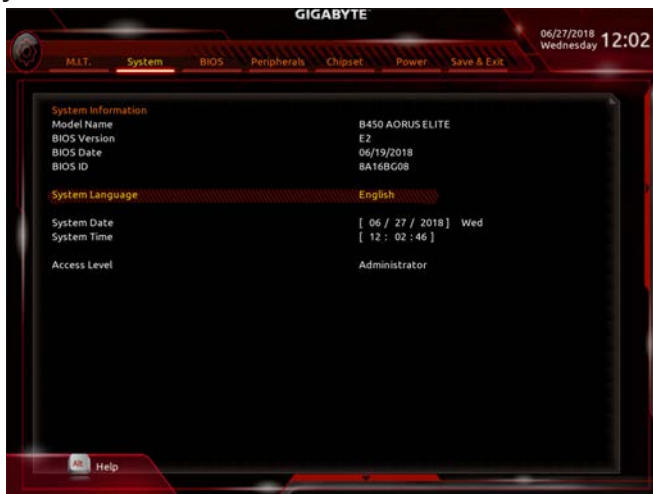 GIGABYTE™
06/27/2018 Wednesday 12:02
M.I.T. System BIOS Peripherals Chipset Power Save & Exit
System Information
Model Name B450 AORUS ELITE
BIOS Version E2
BIOS Date 06/19/2018
BIOS ID 8A16BG08
System Language English
System Date [ 06 / 27 / 2018 ] Wed
System Time [ 12 : 02 : 46 ]
Access Level Administrator
Alt Help